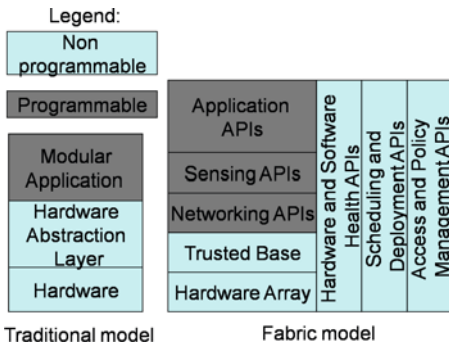 Legend:
Non
programmable
Programmable
Modular
Application
Hardware
Abstraction
Layer
Hardware
Traditional model
Application
APIs
Sensing APIs
Networking APIs
Trusted Base
Hardware Array
Hardware and Software
Health APIs
Scheduling and
Deployment APIs
Access and Policy
Management APIs
Fabric model